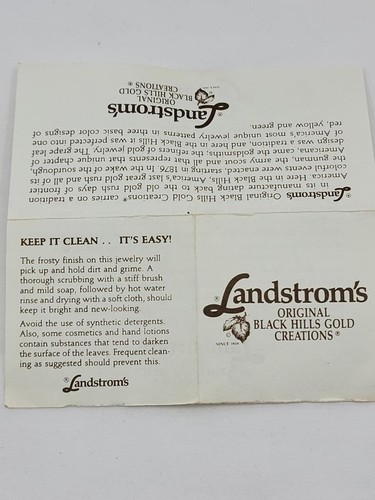 Landstrom's®
ORIGINAL
BLACK HILLS GOLD
CREATIONS®
®Landstrom's Original Black Hills Gold Creations® carries on a tradition
in its manufacture dating back to the old gold rush days of frontier
America. Here in the Black Hills, America's last great gold rush and all of its
colorful events were enacted, starting in 1876. In the wake of the sourdough,
the gunman, the army scout and all that represents that unique chapter of
Americana, came the goldsmiths, the refiners of gold jewelry. The grape leaf
design was a tradition, and here in the Black Hills it was perfected into one
of America's most unique jewelry patterns in three basic color designs of
red, yellow and green.
KEEP IT CLEAN . . IT'S EASY!
The frosty finish on this jewelry will
pick up and hold dirt and grime. A
thorough scrubbing with a stiff brush
and mild soap, followed by hot water
rinse and drying with a soft cloth, should
keep it bright and new-looking.
Avoid the use of synthetic detergents.
Also, some cosmetics and hand lotions
contain substances that tend to darken
the surface of the leaves. Frequent clean-
ing as suggested should prevent this.
®Landstrom's
®Landstrom's
ORIGINAL
BLACK HILLS GOLD
CREATIONS®
SINCE 1876